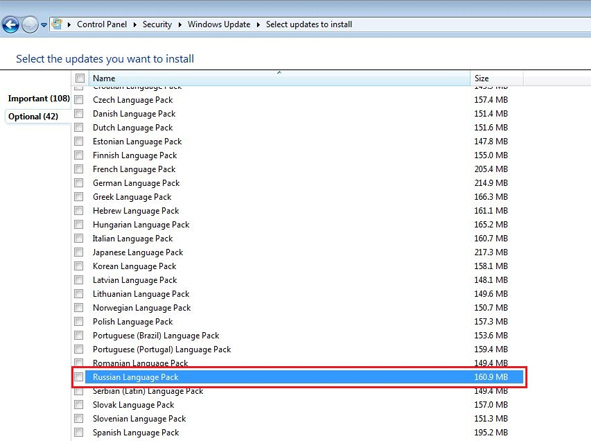 Control Panel Security Windows Update Select updates to install
Select the updates you want to install
Name Size
Important (108)
Optional (42)
Croatian Language Pack 149.3 MB
Czech Language Pack 157.4 MB
Danish Language Pack 151.4 MB
Dutch Language Pack 151.6 MB
Estonian Language Pack 147.8 MB
Finnish Language Pack 155.0 MB
French Language Pack 205.4 MB
German Language Pack 214.9 MB
Greek Language Pack 166.3 MB
Hebrew Language Pack 161.1 MB
Hungarian Language Pack 165.2 MB
Italian Language Pack 160.7 MB
Japanese Language Pack 217.3 MB
Korean Language Pack 158.1 MB
Latvian Language Pack 148.1 MB
Lithuanian Language Pack 149.6 MB
Norwegian Language Pack 150.7 MB
Polish Language Pack 157.3 MB
Portuguese (Brazil) Language Pack 153.6 MB
Portuguese (Portugal) Language Pack 159.4 MB
Romanian Language Pack 149.4 MB
Russian Language Pack 160.9 MB
Serbian (Latin) Language Pack 149.4 MB
Slovak Language Pack 157.0 MB
Slovenian Language Pack 151.3 MB
Spanish Language Pack 195.2 MB